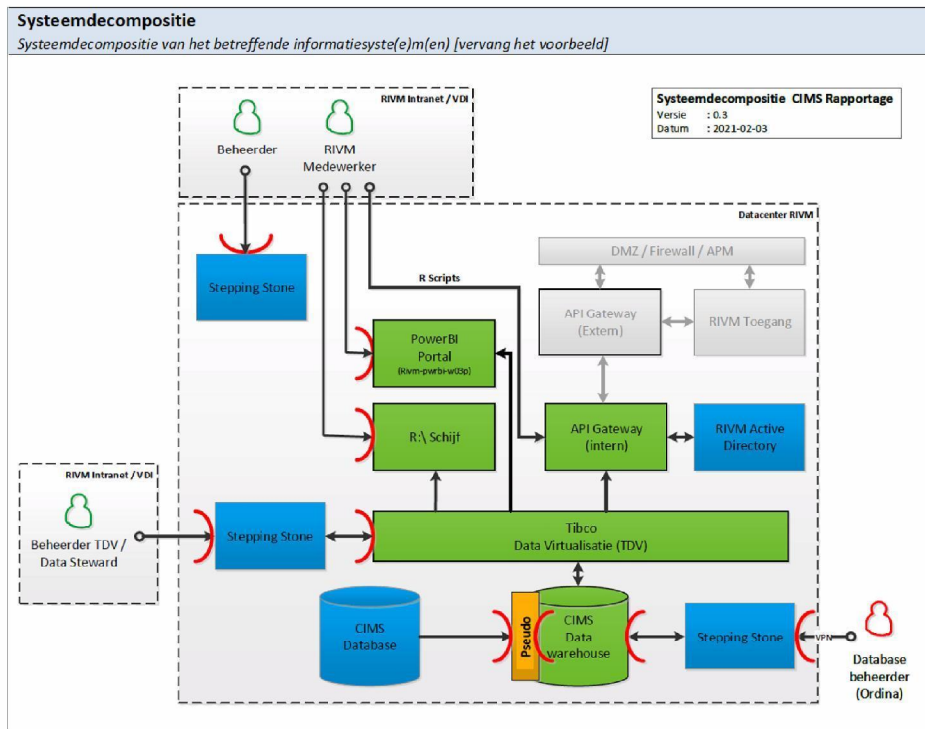 Systeemdecompositie
Systeemdecompositie van het betreffende informatiesyste(e)m(en) [vervang het voorbeeld]
RIVM Intranet / VDI
Beheerder
RIVM
Medewerker
Systeemdecompositie CIMS Rapportage
Versie : 0.3
Datum : 2021-02-03
Datacenter RIVM
DMZ / Firewall / APM
Stepping Stone
R Scripts
API Gateway
(Extern)
RIVM Toegang
PowerBI
Portal
(Rivm-pwrbi-w03p)
R:\ Schijf
API Gateway
(intern)
RIVM Active
Directory
RIVM Intranet / VDI
Beheerder TDV /
Data Steward
Stepping Stone
Tibco
Data Virtualisatie (TDV)
CIMS
Database
Pseudo
CIMS
Data
warehouse
Stepping Stone
VPN
Database
beheerder
(Ordina)